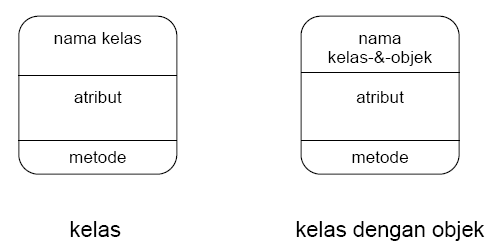 nama kelas
atribut
metode
kelas
nama
kelas-&-objek
atribut
metode
kelas dengan objek